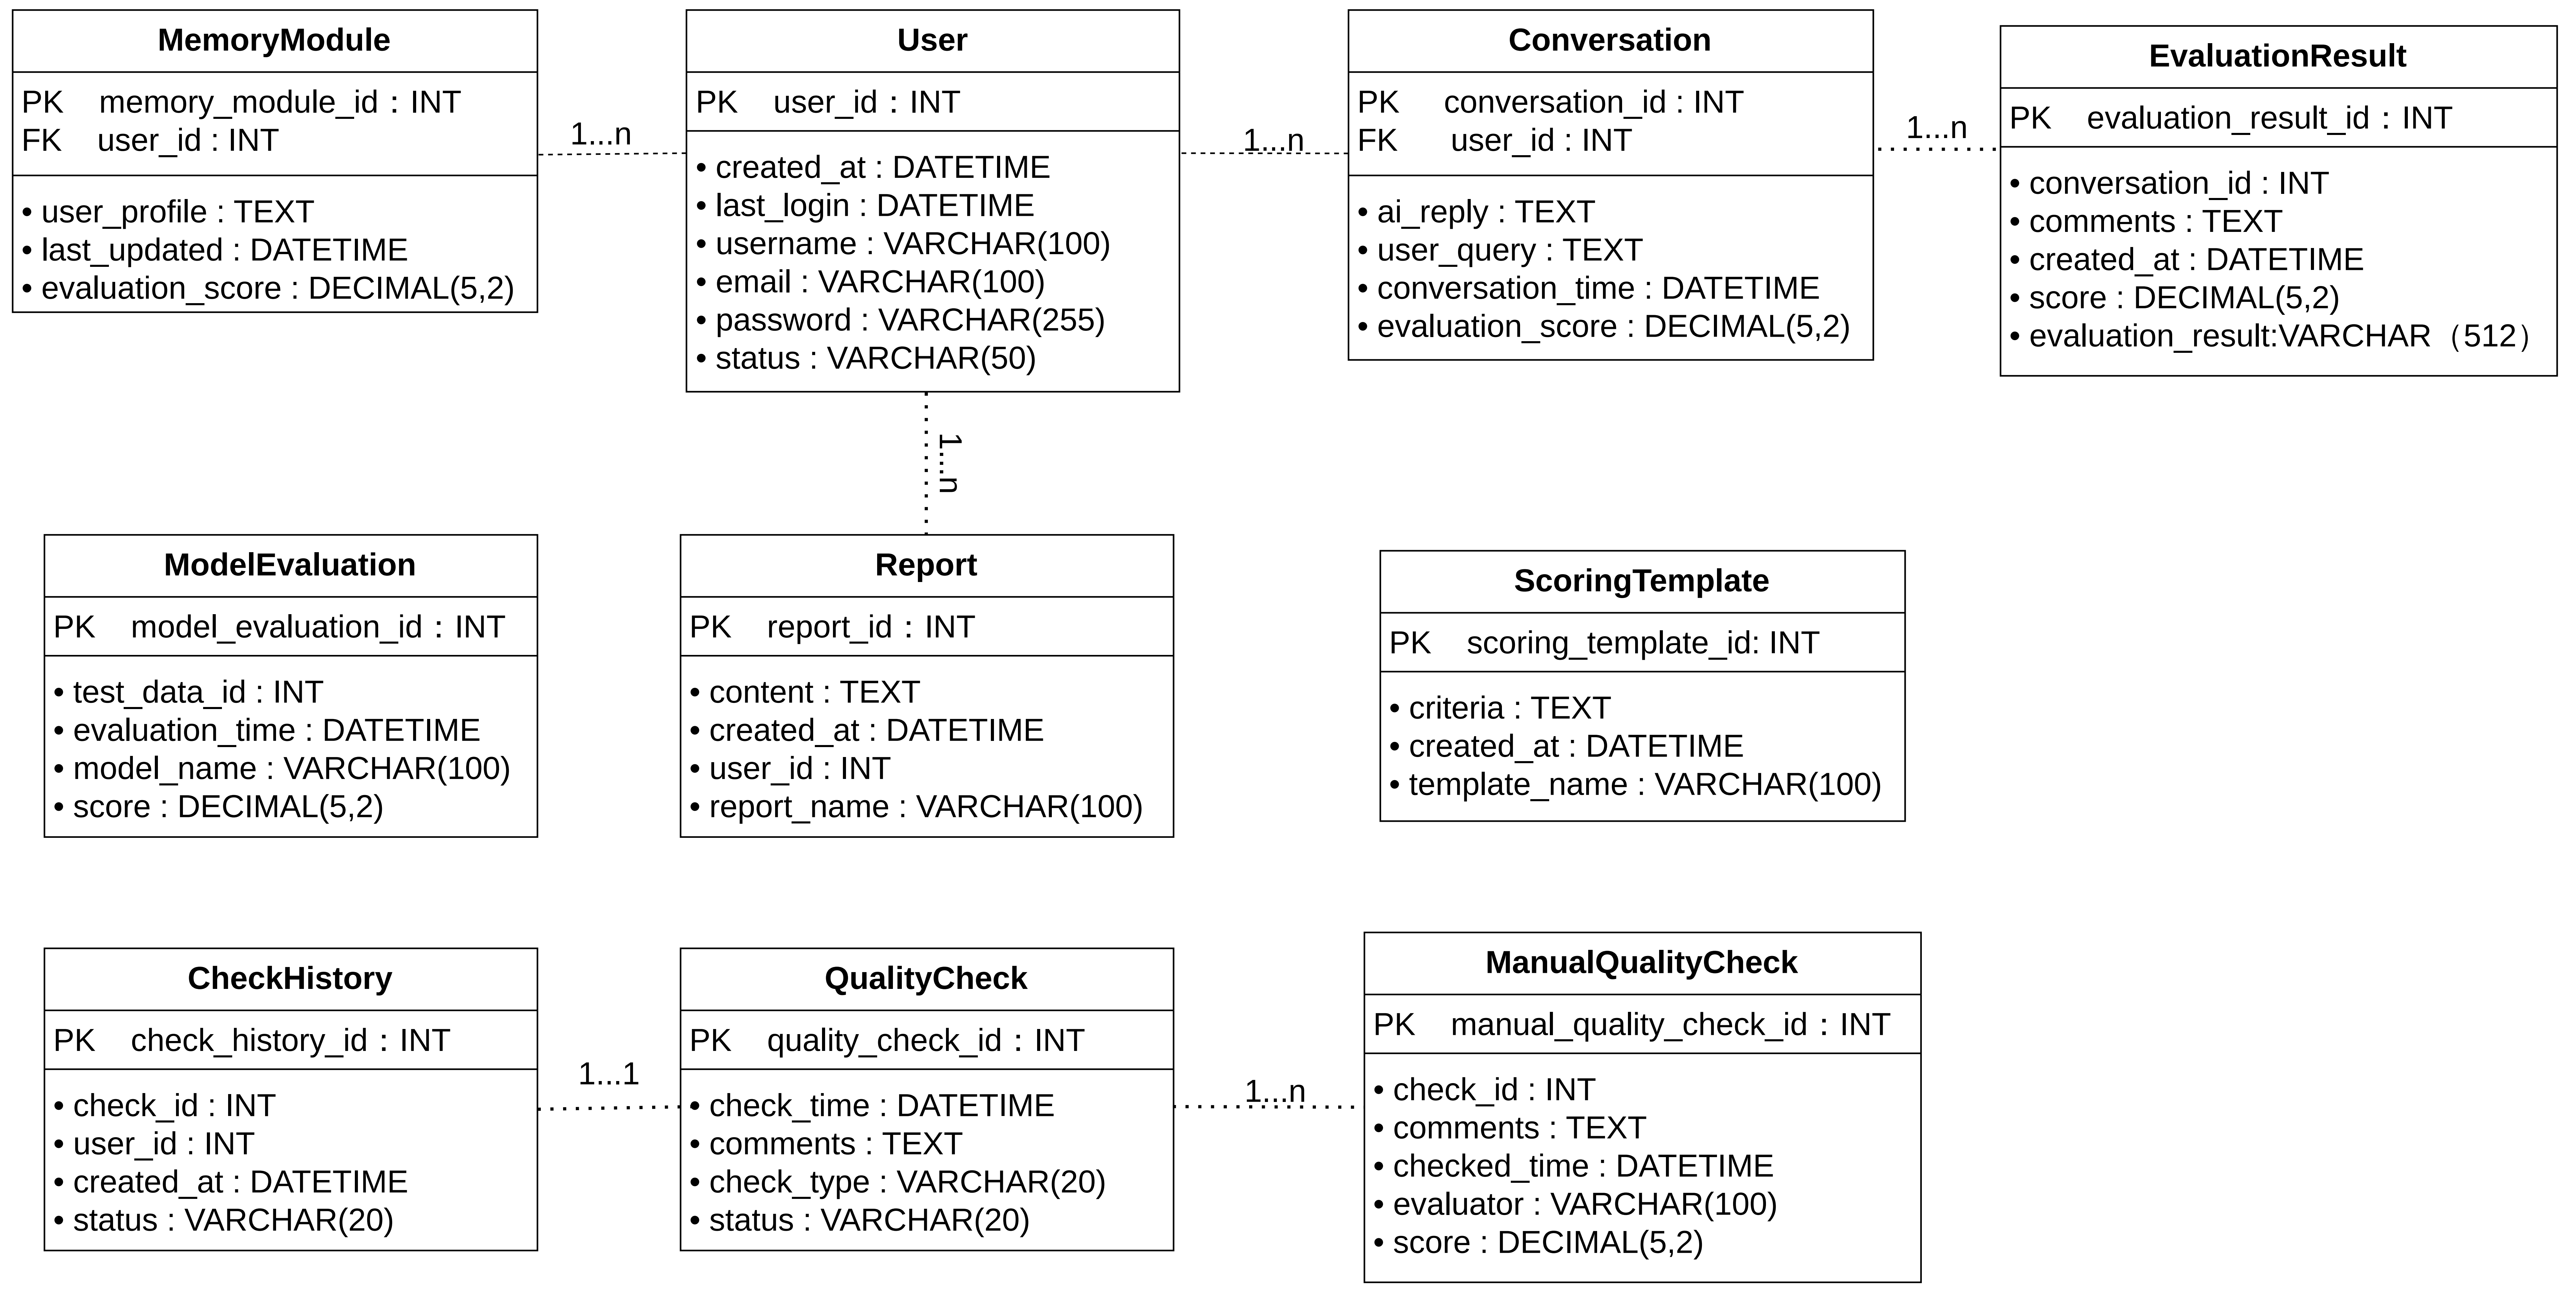 MemoryModule
PK memory_module_id：INT
FK user_id : INT
• user_profile : TEXT
• last_updated : DATETIME
• evaluation_score : DECIMAL(5,2)
1...n
User
PK user_id：INT
• created_at : DATETIME
• last_login : DATETIME
• username : VARCHAR(100)
• email : VARCHAR(100)
• password : VARCHAR(255)
• status : VARCHAR(50)
1...n
Conversation
PK conversation_id : INT
FK user_id : INT
• ai_reply : TEXT
• user_query : TEXT
• conversation_time : DATETIME
• evaluation_score : DECIMAL(5,2)
1...n
EvaluationResult
PK evaluation_result_id：INT
• conversation_id : INT
• comments : TEXT
• created_at : DATETIME
• score : DECIMAL(5,2)
• evaluation_result:VARCHAR（512）
1...n
ModelEvaluation
PK model_evaluation_id：INT
• test_data_id : INT
• evaluation_time : DATETIME
• model_name : VARCHAR(100)
• score : DECIMAL(5,2)
Report
PK report_id：INT
• content : TEXT
• created_at : DATETIME
• user_id : INT
• report_name : VARCHAR(100)
ScoringTemplate
PK scoring_template_id: INT
• criteria : TEXT
• created_at : DATETIME
• template_name : VARCHAR(100)
CheckHistory
PK check_history_id：INT
• check_id : INT
• user_id : INT
• created_at : DATETIME
• status : VARCHAR(20)
1...1
QualityCheck
PK quality_check_id：INT
• check_time : DATETIME
• comments : TEXT
• check_type : VARCHAR(20)
• status : VARCHAR(20)
1...n
ManualQualityCheck
PK manual_quality_check_id：INT
• check_id : INT
• comments : TEXT
• checked_time : DATETIME
• evaluator : VARCHAR(100)
• score : DECIMAL(5,2)